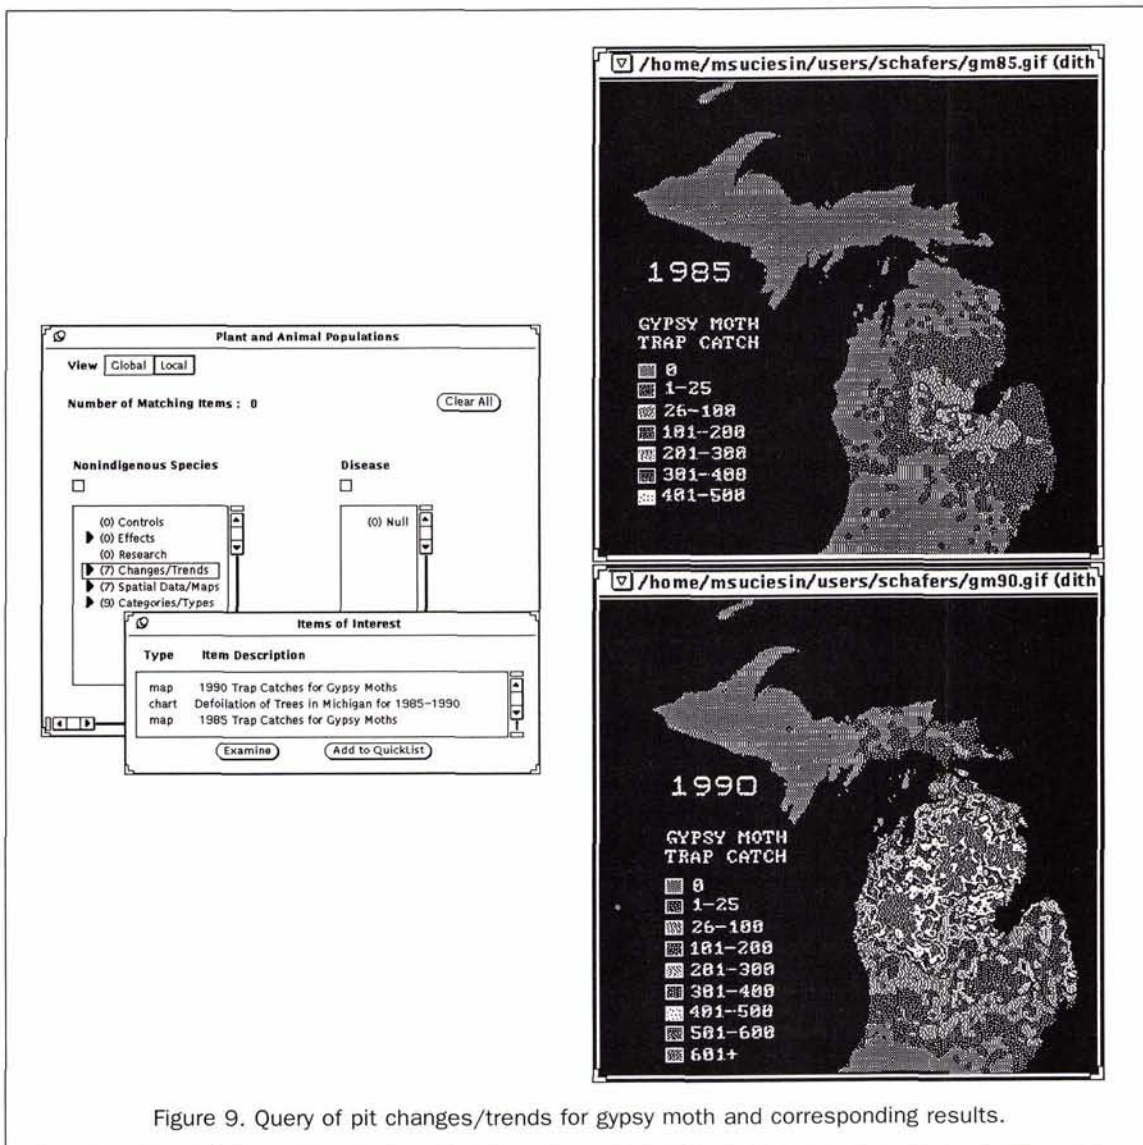 Plant and Animal Populations
View Global Local
Number of Matching Items : 0 Clear All
Nonindigenous Species Disease
(0) Controls (0) Null
(0) Effects
(0) Research
(7) Changes/Trends
(7) Spatial Data/Maps
(9) Categories/Types
Items of Interest
Type Item Description
map 1990 Trap Catches for Gypsy Moths
chart Defoliation of Trees in Michigan for 1985-1990
map 1985 Trap Catches for Gypsy Moths
Examine Add to QuickList
/home/msuciesin/users/schafers/gm85.gif (dith
1985
GYPSY MOTH
TRAP CATCH
0
1-25
26-100
101-200
201-300
301-400
401-500
/home/msuciesin/users/schafers/gm90.gif (dith
1990
GYPSY MOTH
TRAP CATCH
0
1-25
26-100
101-200
201-300
301-400
401-500
501-600
601+
Figure 9. Query of pit changes/trends for gypsy moth and corresponding results.